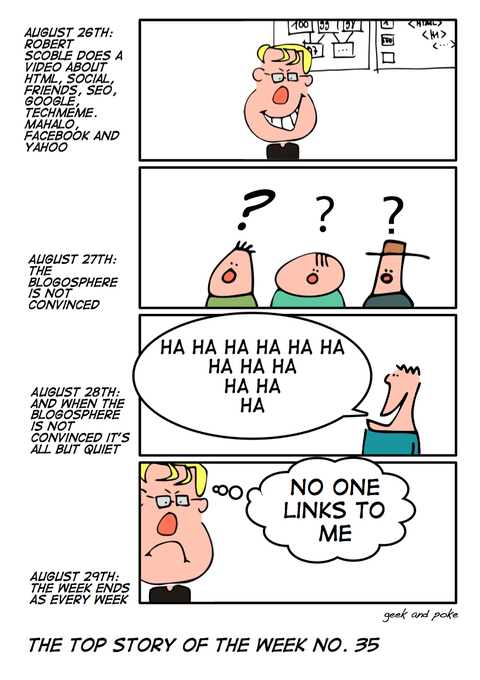 AUGUST 26TH:
ROBERT
SCOBLE DOES A
VIDEO ABOUT
HTML, SOCIAL,
FRIENDS, SEO,
GOOGLE,
TECHMEME.
MAHALO,
FACEBOOK AND
YAHOO
100 99 98
97 ...
1
<HTML>
<H1>
<...>
? ? ?
AUGUST 27TH:
THE
BLOGOSPHERE
IS NOT
CONVINCED
HA HA HA HA HA HA
HA HA HA
HA HA
HA
AUGUST 28TH:
AND WHEN THE
BLOGOSPHERE
IS NOT
CONVINCED IT'S
ALL BUT QUIET
NO ONE
LINKS TO
ME
AUGUST 29TH:
THE WEEK ENDS
AS EVERY WEEK
geek and poke
THE TOP STORY OF THE WEEK NO. 35